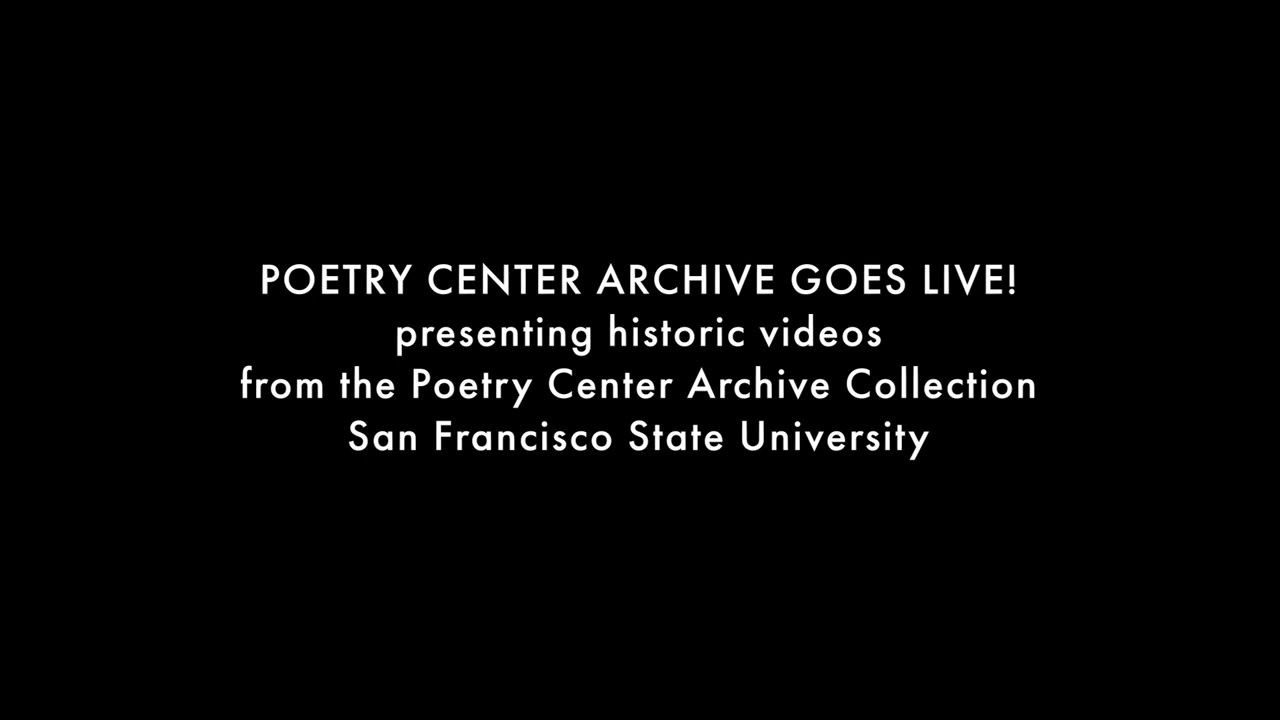 POETRY CENTER ARCHIVE GOES LIVE!
presenting historic videos
from the Poetry Center Archive Collection
San Francisco State University